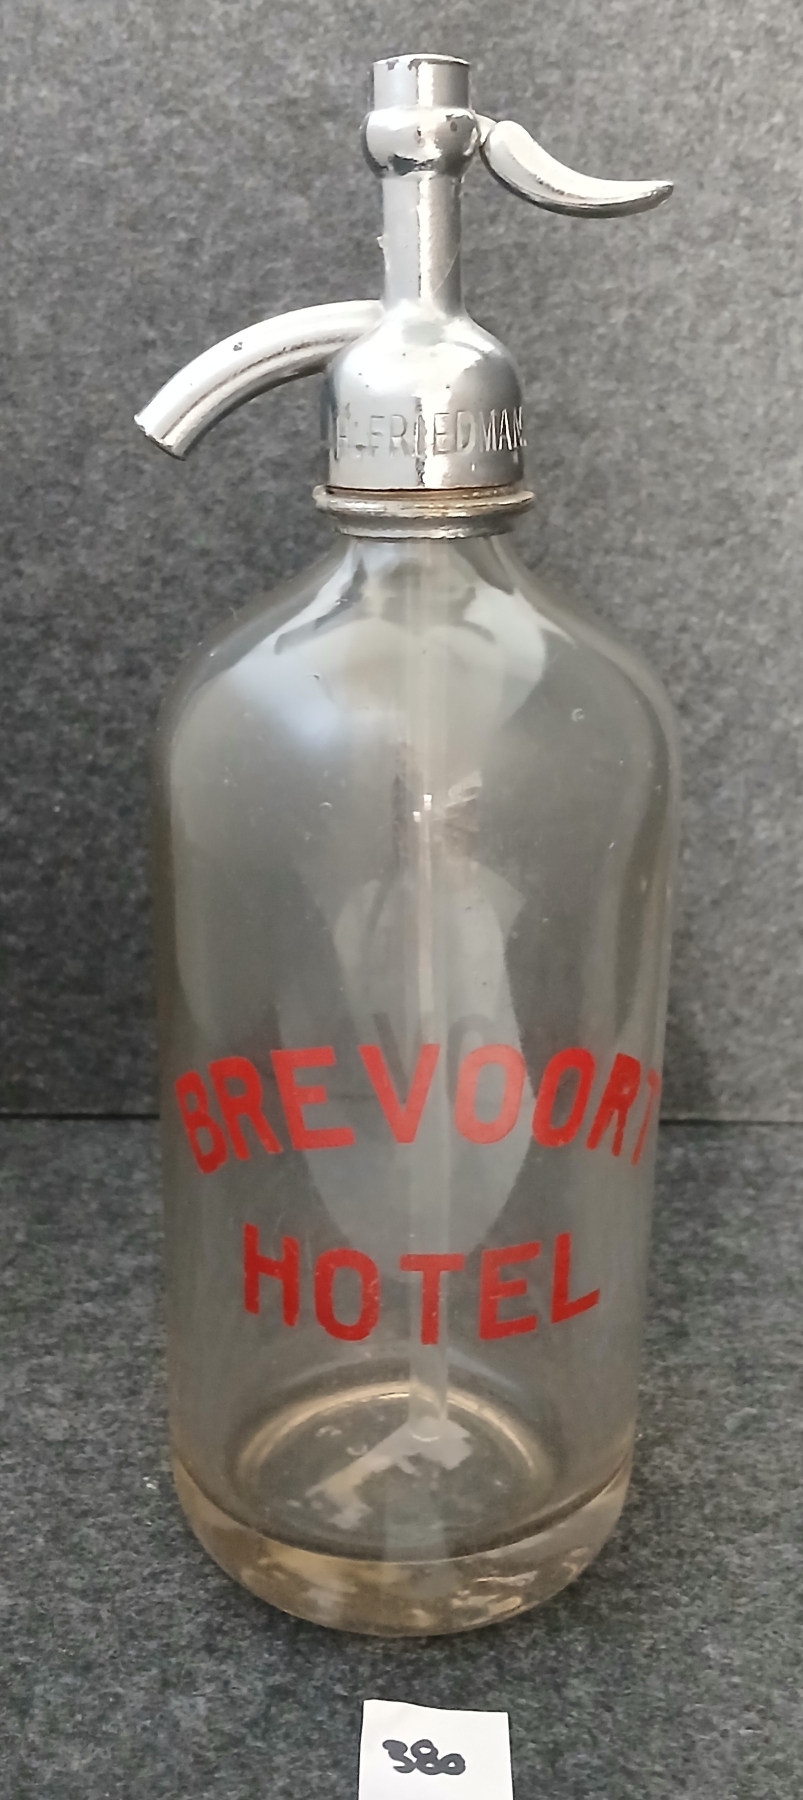 H. FRIEDMAN
BREVOORT
HOTEL
380